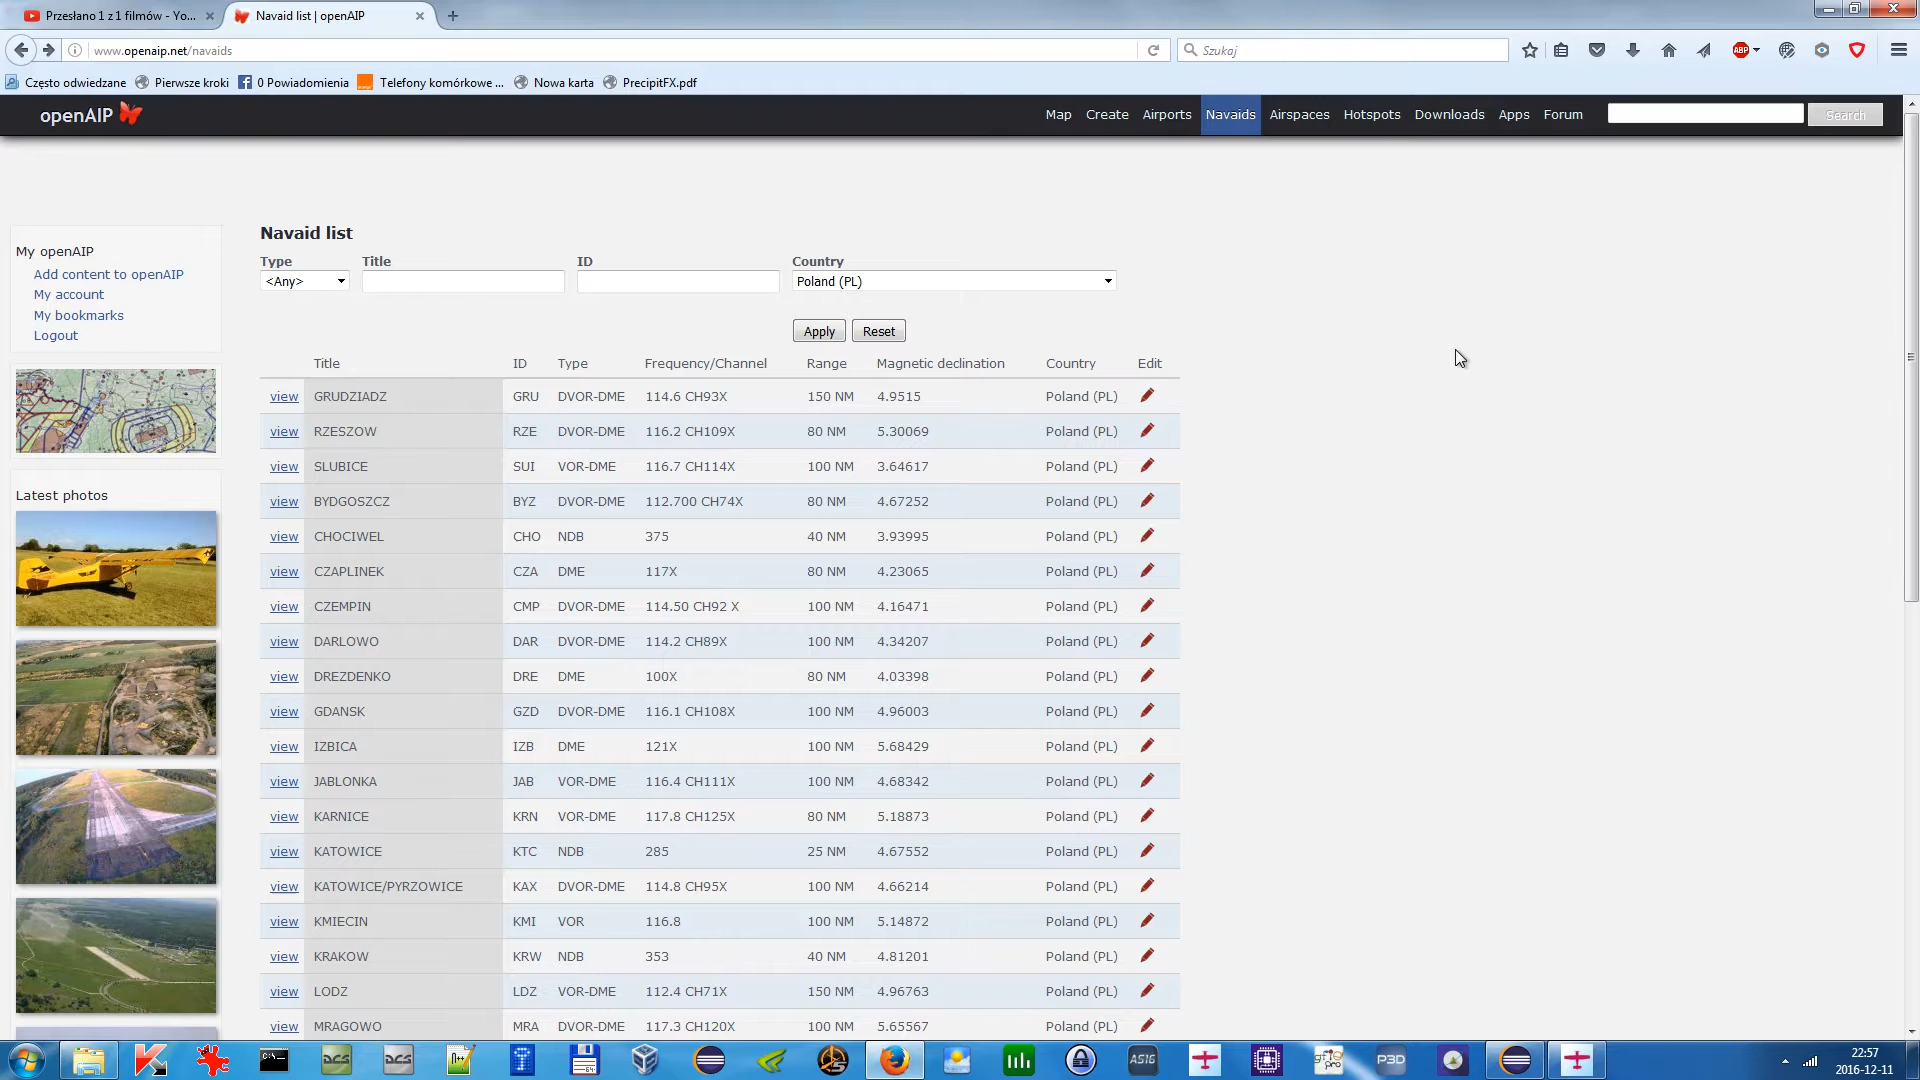 Przesłano 1 z 1 filmów - Yo...
Navaid list | openAIP
www.openaip.net/navaids
Szukaj
ABP
Często odwiedzane
Pierwsze kroki
0 Powiadomienia
Telefony komórkowe ...
Nowa karta
PrecipitFX.pdf
openAIP
Map Create Airports Navaids Airspaces Hotspots Downloads Apps Forum
Search
My openAIP
Add content to openAIP
My account
My bookmarks
Logout
Latest photos
Navaid list
Type Title ID Country
<Any> Poland (PL)
Apply Reset
Title ID Type Frequency/Channel Range Magnetic declination Country Edit
view GRUDZIADZ GRU DVOR-DME 114.6 CH93X 150 NM 4.9515 Poland (PL)
view RZESZOW RZE DVOR-DME 116.2 CH109X 80 NM 5.30069 Poland (PL)
view SLUBICE SUI VOR-DME 116.7 CH114X 100 NM 3.64617 Poland (PL)
view BYDGOSZCZ BYZ DVOR-DME 112.700 CH74X 80 NM 4.67252 Poland (PL)
view CHOCIWEL CHO NDB 375 40 NM 3.93995 Poland (PL)
view CZAPLINEK CZA DME 117X 80 NM 4.23065 Poland (PL)
view CZEMPIN CMP DVOR-DME 114.50 CH92 X 100 NM 4.16471 Poland (PL)
view DARLOWO DAR DVOR-DME 114.2 CH89X 100 NM 4.34207 Poland (PL)
view DREZDENKO DRE DME 100X 80 NM 4.03398 Poland (PL)
view GDANSK GZD DVOR-DME 116.1 CH108X 100 NM 4.96003 Poland (PL)
view IZBICA IZB DME 121X 100 NM 5.68429 Poland (PL)
view JABLONKA JAB VOR-DME 116.4 CH111X 100 NM 4.68342 Poland (PL)
view KARNICE KRN VOR-DME 117.8 CH125X 80 NM 5.18873 Poland (PL)
view KATOWICE KTC NDB 285 25 NM 4.67552 Poland (PL)
view KATOWICE/PYRZOWICE KAX DVOR-DME 114.8 CH95X 100 NM 4.66214 Poland (PL)
view KMIECIN KMI VOR 116.8 100 NM 5.14872 Poland (PL)
view KRAKOW KRW NDB 353 40 NM 4.81201 Poland (PL)
view LODZ LDZ VOR-DME 112.4 CH71X 150 NM 4.96763 Poland (PL)
view MRAGOWO MRA DVOR-DME 117.3 CH120X 100 NM 5.65567 Poland (PL)
DCS
DCS
64
AS16
P3D
22:57
2016-12-11